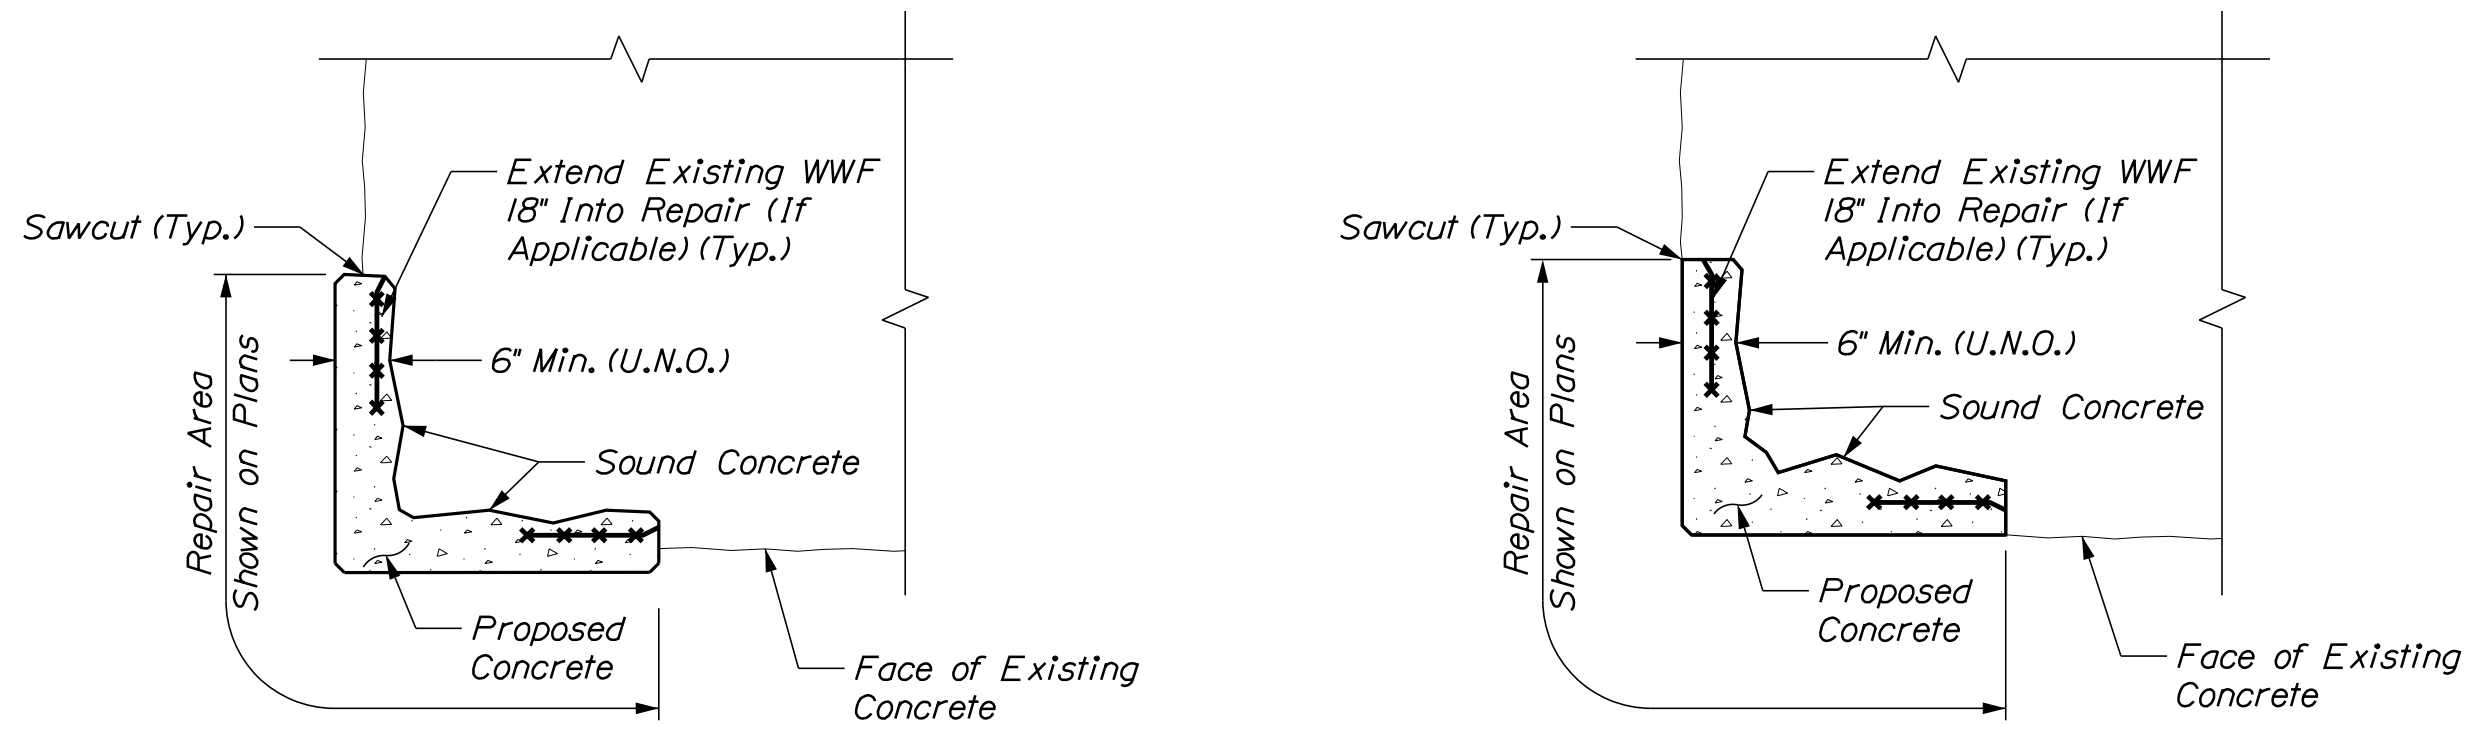 Extend Existing WWF
18" Into Repair (If
Applicable) (Typ.)
Sawcut (Typ.)
6" Min. (U.N.O.)
Repair Area
Shown on Plans
Sound Concrete
Proposed
Concrete
Face of Existing
Concrete
Extend Existing WWF
18" Into Repair (If
Applicable) (Typ.)
Sawcut (Typ.)
6" Min. (U.N.O.)
Repair Area
Shown on Plans
Sound Concrete
Proposed
Concrete
Face of Existing
Concrete